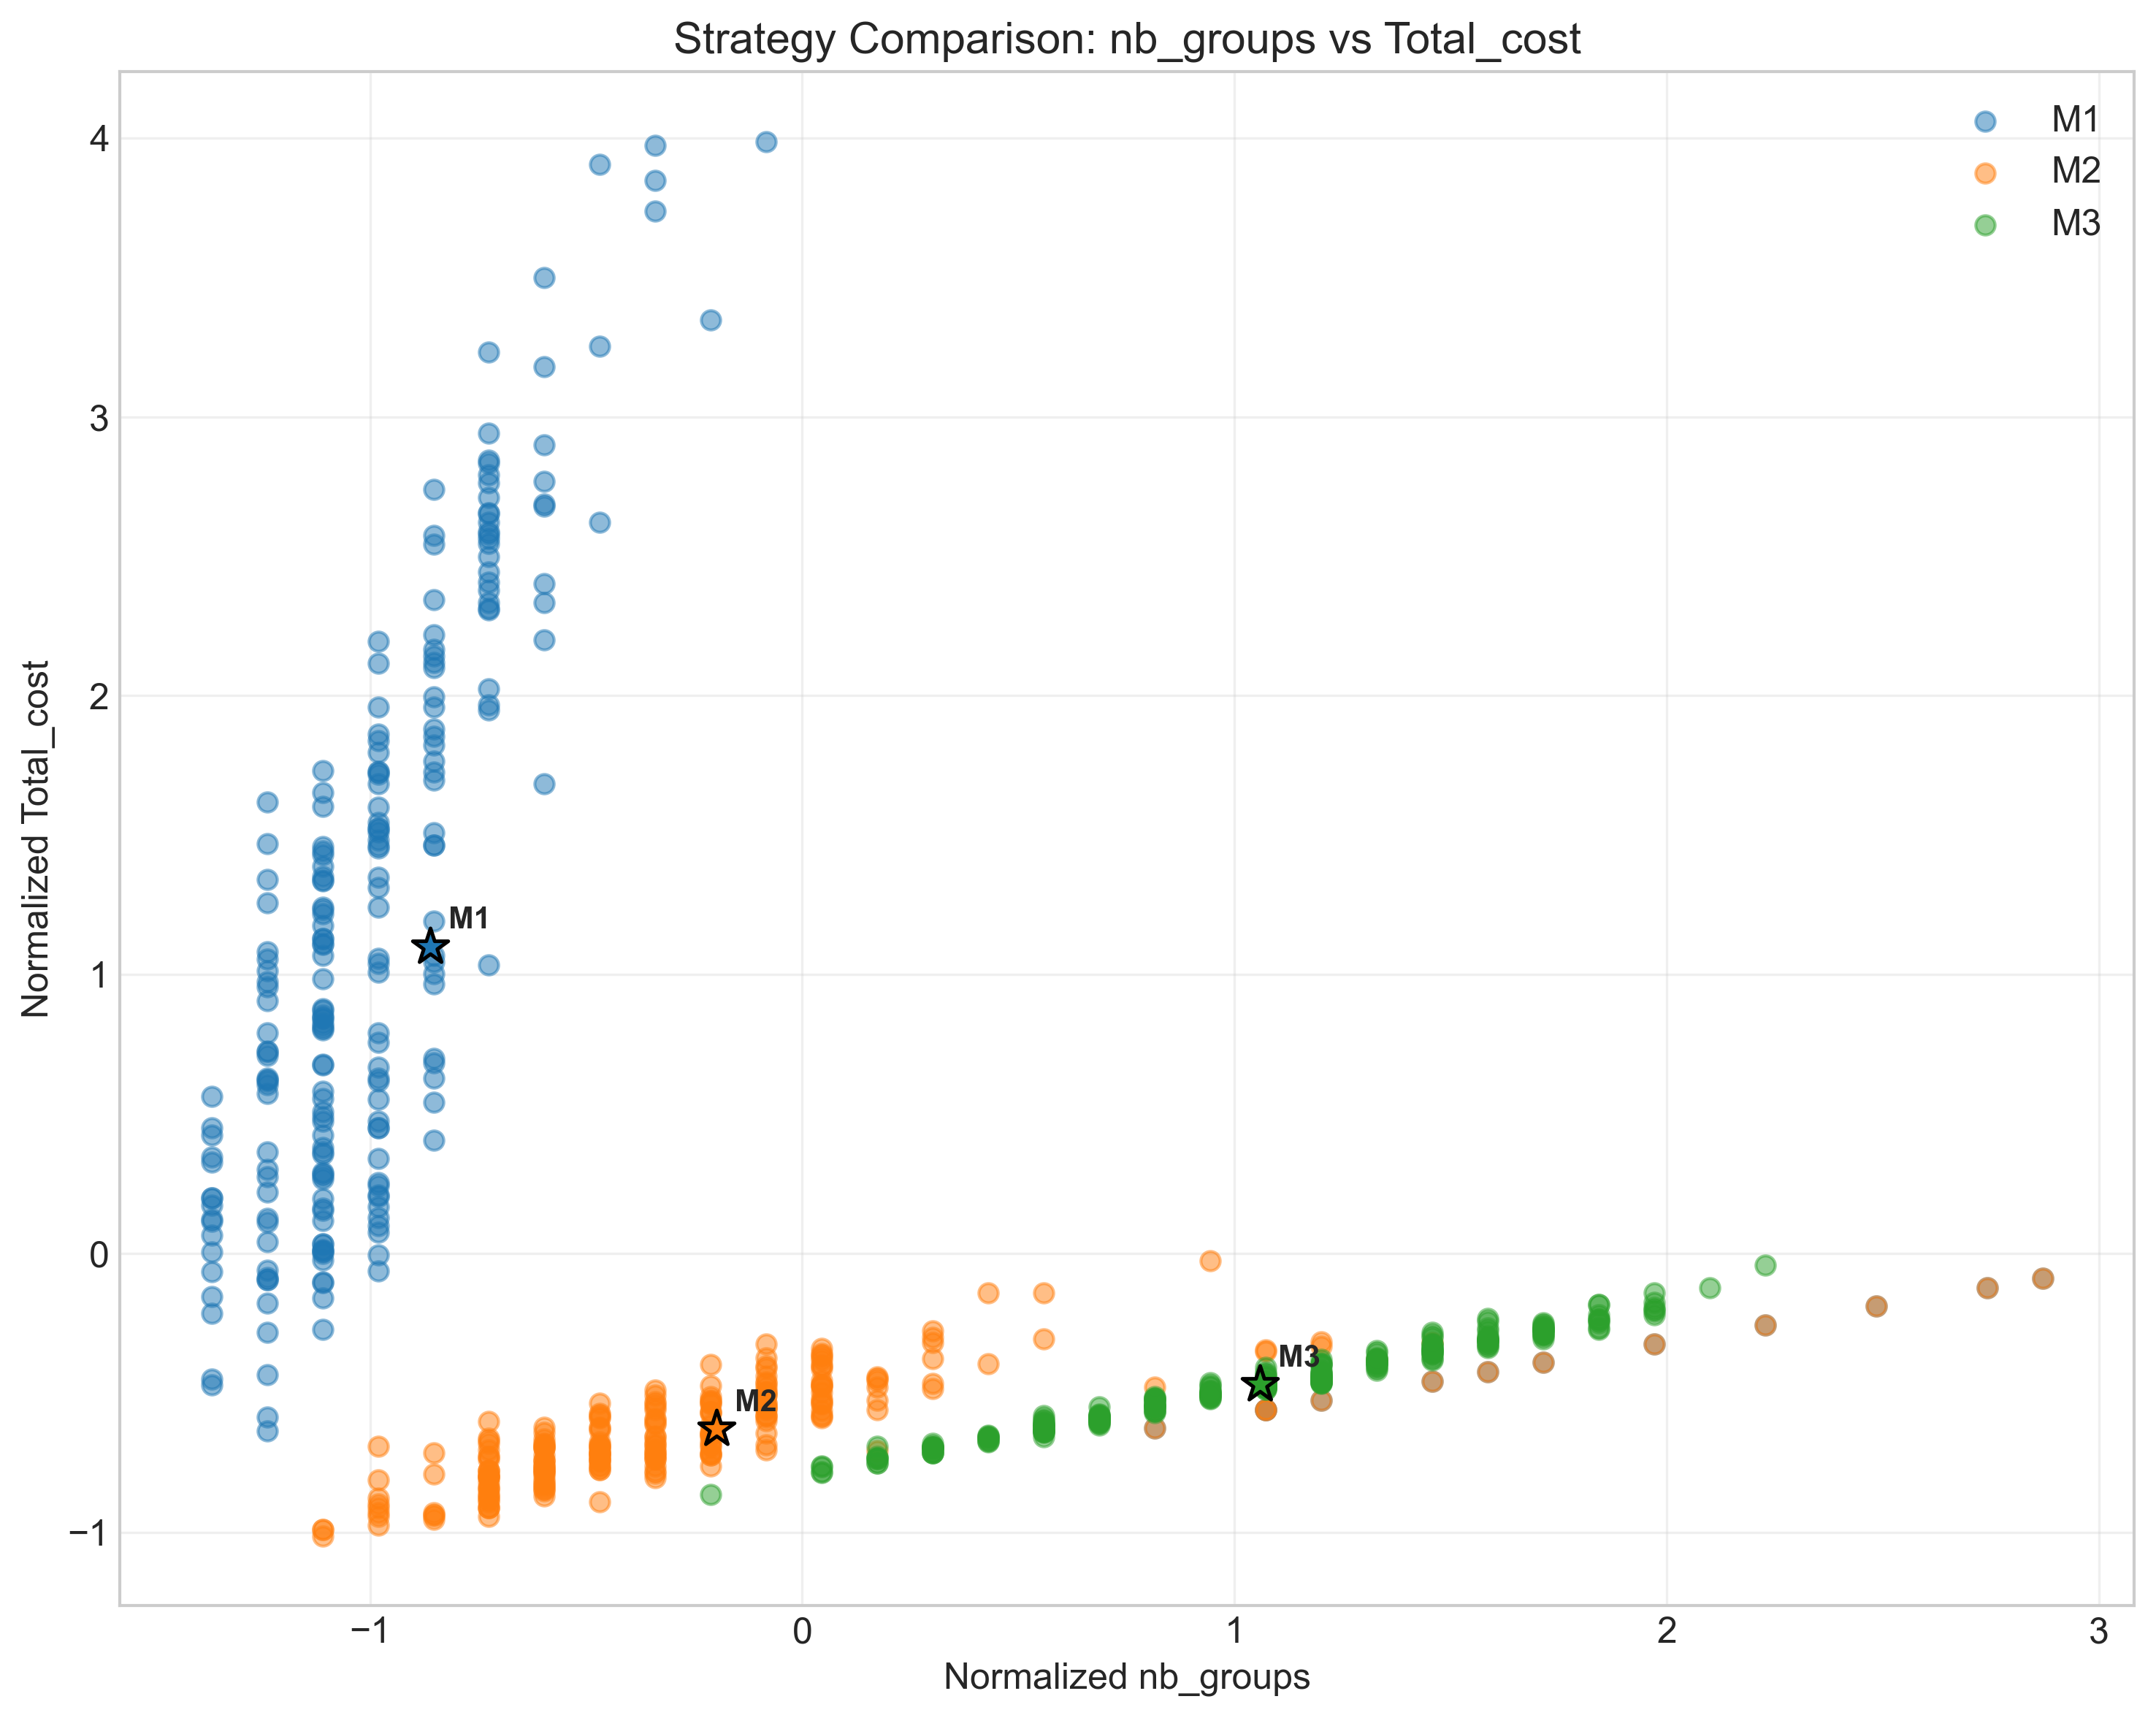 Strategy Comparison: nb_groups vs Total_cost
M1
M2
M3
Normalized Total_cost
4
3
2
1
0
−1
M1
M2
M3
−1
0
1
2
3
Normalized nb_groups